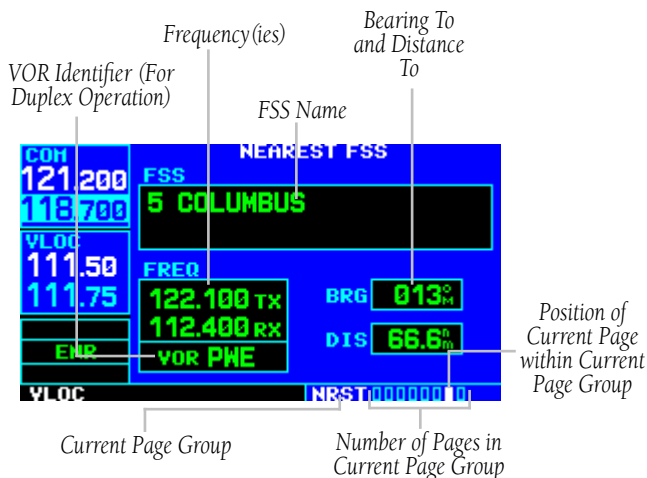 Frequency(ies)
Bearing To
and Distance
To
VOR Identifier (For
Duplex Operation)
FSS Name
COM
NEAREST FSS
121.200
FSS
118.700
5 COLUMBUS
VLOC
111.50
FREQ
111.75
122.100 TX
BRG 013°M
112.400 RX
DIS 66.6nm
ENR
VOR PWE
Position of
Current Page
within Current
Page Group
VLOC
NRST
Current Page Group
Number of Pages in
Current Page Group